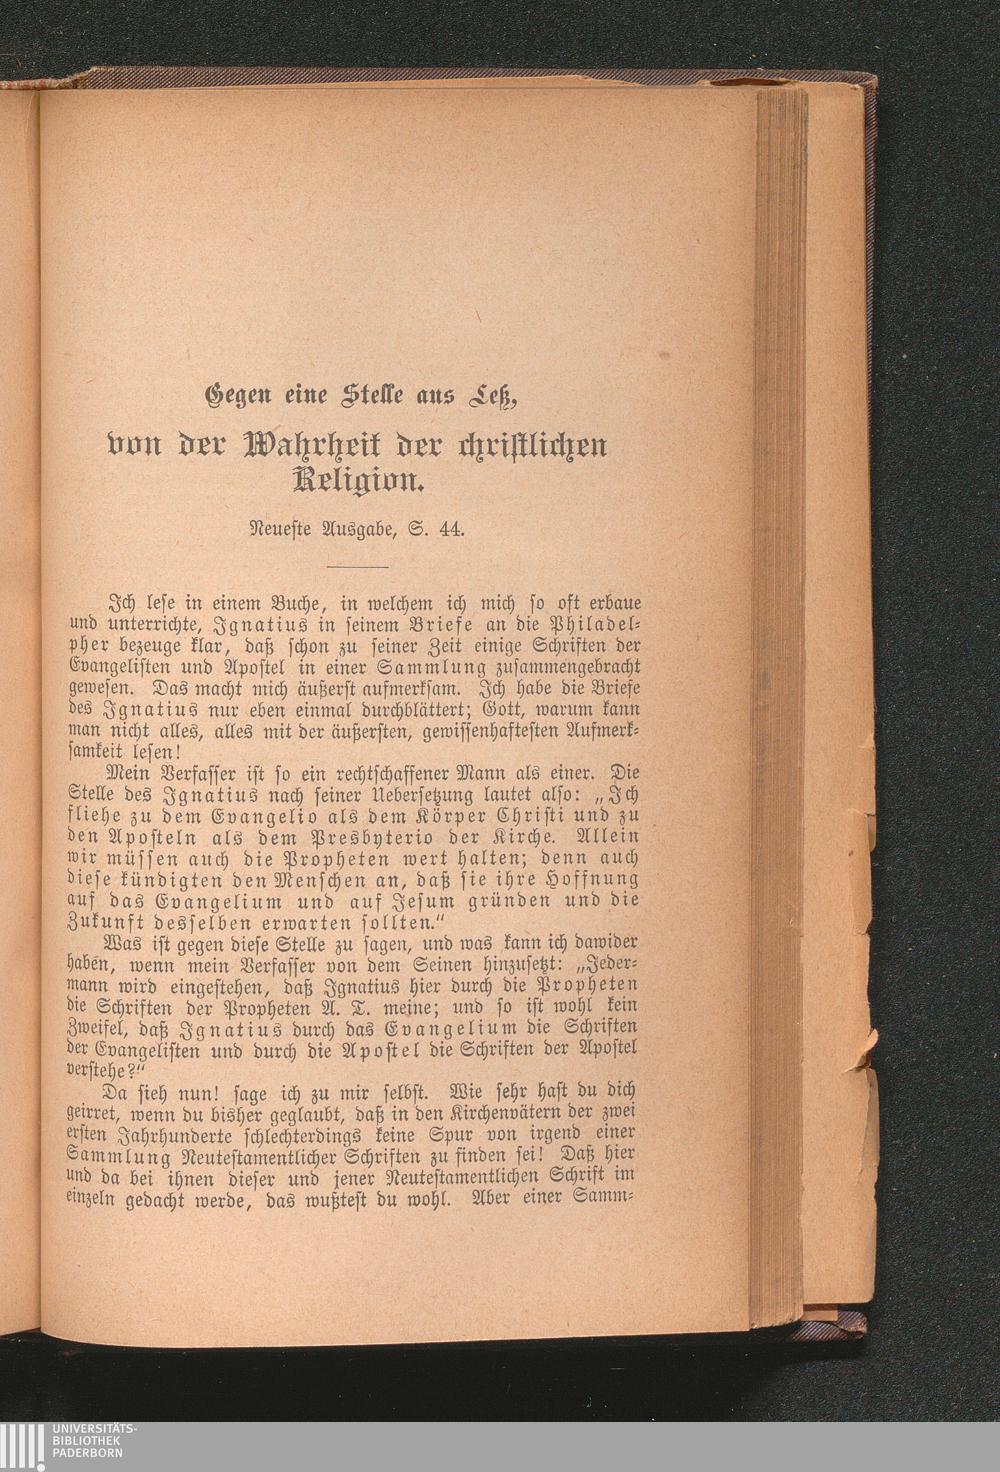 Gegen eine Stelle aus Leß,
von der Wahrheit der christlichen
Religion.
Neueste Ausgabe, S. 44.
Ich lese in einem Buche, in welchem ich mich so oft erbaue
und unterrichte, Ignatius in seinem Briefe an die Philadel-
pher bezeuge klar, daß schon zu seiner Zeit einige Schriften der
Evangelisten und Apostel in einer Sammlung zusammengebracht
gewesen. Das macht mich äußerst aufmerksam. Ich habe die Briefe
des Ignatius nur eben einmal durchblättert; Gott, warum kann
man nicht alles, alles mit der äußersten, gewissenhaftesten Aufmerk-
samkeit lesen!
Mein Verfasser ist so ein rechtschaffener Mann als einer. Die
Stelle des Ignatius nach seiner Uebersetzung lautet also: „Ich
fliehe zu dem Evangelio als dem Körper Christi und zu
den Aposteln als dem Presbyterio der Kirche. Allein
wir müssen auch die Propheten wert halten; denn auch
diese kündigten den Menschen an, daß sie ihre Hoffnung
auf das Evangelium und auf Jesum gründen und die
Zukunft desselben erwarten sollten.“
Was ist gegen diese Stelle zu sagen, und was kann ich dawider
haben, wenn mein Verfasser von dem Seinen hinzusetzt: „Jeder-
mann wird eingestehen, daß Ignatius hier durch die Propheten
die Schriften der Propheten A. T. meine; und so ist wohl kein
Zweifel, daß Ignatius durch das Evangelium die Schriften
der Evangelisten und durch die Apostel die Schriften der Apostel
verstehe?“
Da sieh nun! sage ich zu mir selbst. Wie sehr hast du dich
geirret, wenn du bisher geglaubt, daß in den Kirchenvätern der zwei
ersten Jahrhunderte schlechterdings keine Spur von irgend einer
Sammlung Neutestamentlicher Schriften zu finden sei! Daß hier
und da bei ihnen dieser und jener Neutestamentlichen Schrift im
einzeln gedacht werde, das wußtest du wohl. Aber einer Samm-
UNIVERSITÄTS-
BIBLIOTHEK
PADERBORN